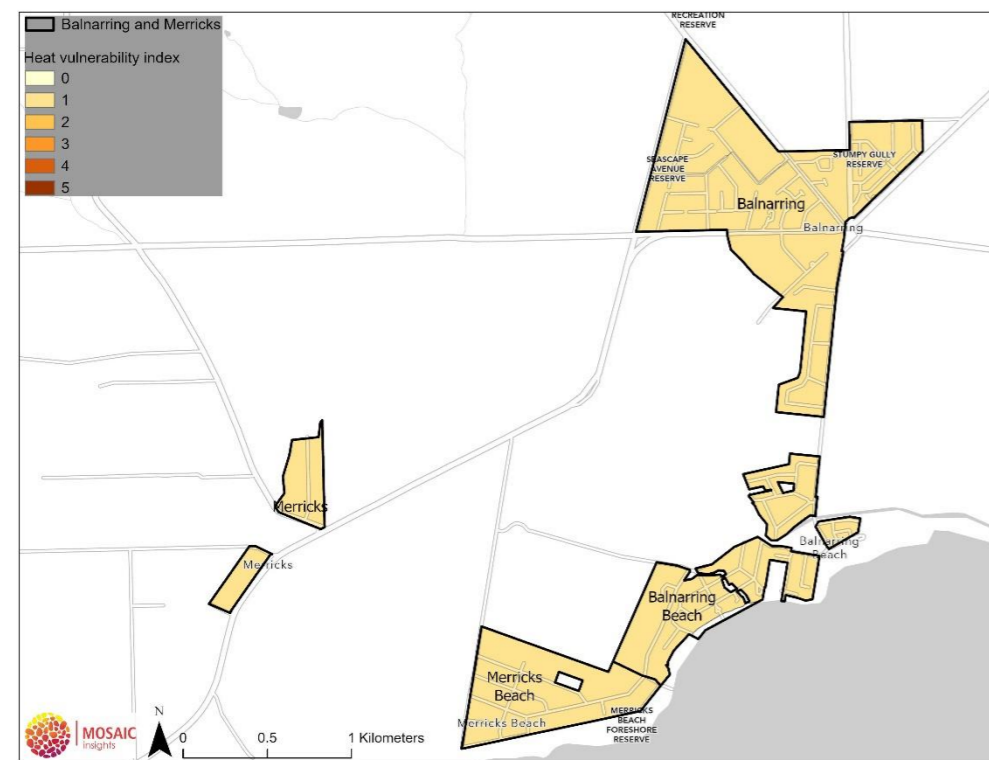 Balnarring and Merricks
Heat vulnerability index
0
1
2
3
4
5
RECREATION
RESERVE
SEASCAPE
AVENUE
RESERVE
STUMPY GULLY
RESERVE
Balnarring
Balnarring
Merricks
Merricks
Balnarring
Beach
Balnarring
Beach
Merricks
Beach
Merricks Beach
MERRICKS
BEACH
FORESHORE
RESERVE
MOSAIC
insights
N
0 0.5 1 Kilometers